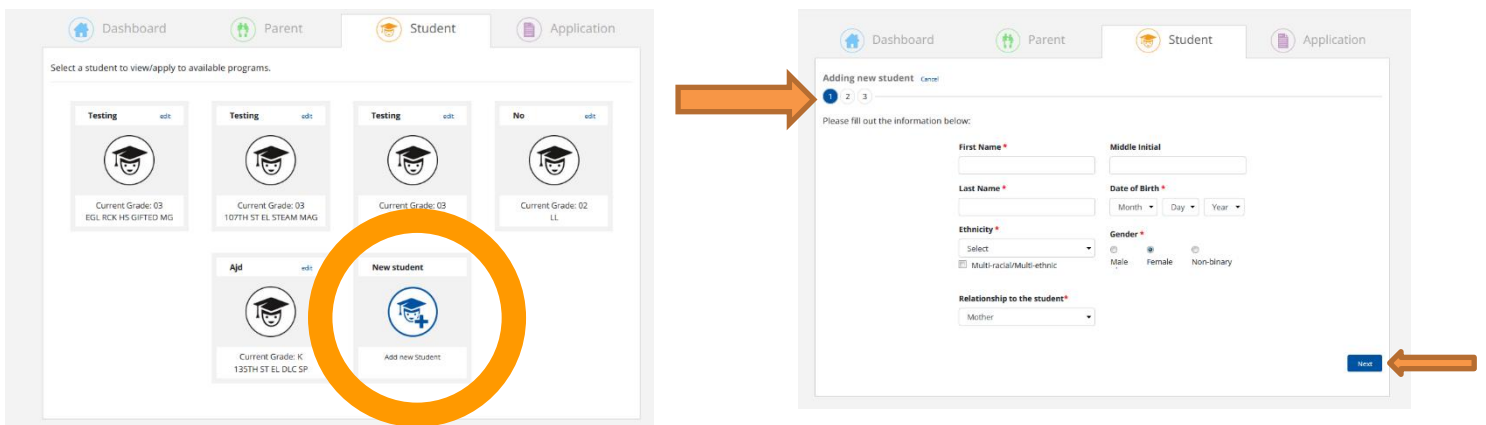 Dashboard Parent Student Application
Select a student to view/apply to available programs.
Testing edit Testing edit Testing edit No edit
Current Grade: 03 Current Grade: 03 Current Grade: 03 Current Grade: 02
EGL RCK HS GIFTED MG 107TH ST EL STEAM MAG LL
Ajd edit New student
Current Grade: K Add new Student
135TH ST EL DLC SP
Dashboard Parent Student Application
Adding new student Cancel
1 2 3
Please fill out the information below:
First Name * Middle Initial
Last Name * Date of Birth *
Month Day Year
Ethnicity * Gender *
Select
Multi-racial/Multi-ethnic Male Female Non-binary
Relationship to the student*
Mother
Next